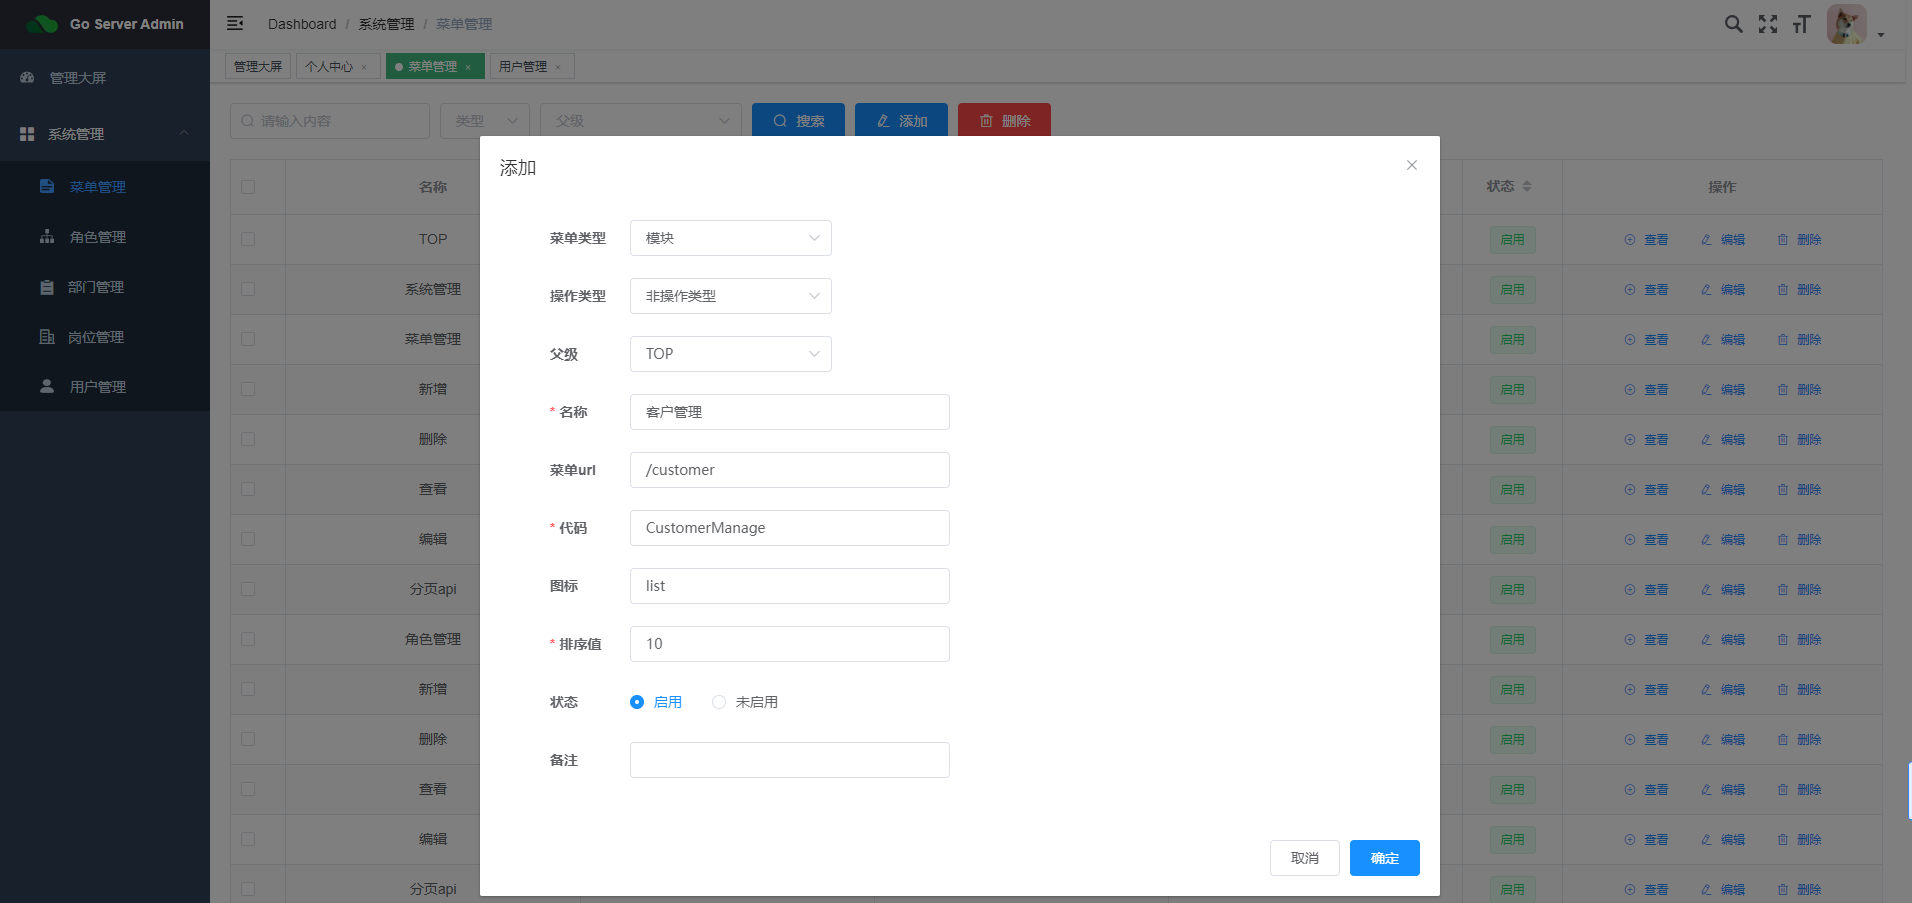 Go Server Admin
Dashboard / 系统管理 / 菜单管理
管理大屏
系统管理
菜单管理
角色管理
部门管理
岗位管理
用户管理
管理大屏 个人中心 × 菜单管理 × 用户管理 ×
请输入内容 类型 父级 搜索 添加 删除
名称 状态 操作
TOP 启用 查看 编辑 删除
系统管理 启用 查看 编辑 删除
菜单管理 启用 查看 编辑 删除
新增 启用 查看 编辑 删除
删除 启用 查看 编辑 删除
查看 启用 查看 编辑 删除
编辑 启用 查看 编辑 删除
分页api 启用 查看 编辑 删除
角色管理 启用 查看 编辑 删除
新增 启用 查看 编辑 删除
删除 启用 查看 编辑 删除
查看 启用 查看 编辑 删除
编辑 启用 查看 编辑 删除
分页api 启用 查看 编辑 删除
添加
菜单类型 模块
操作类型 非操作类型
父级 TOP
* 名称 客户管理
菜单url /customer
* 代码 CustomerManage
图标 list
* 排序值 10
状态 启用 未启用
备注
取消 确定